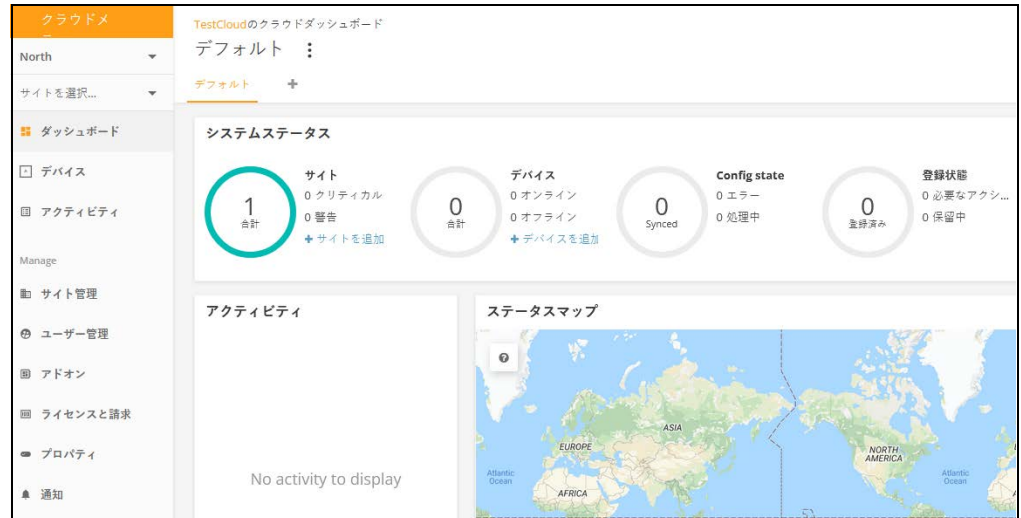 クラウドメ
North
サイトを選択...
ダッシュボード
デバイス
アクティビティ
Manage
サイト管理
ユーザー管理
アドオン
ライセンスと請求
プロパティ
通知
TestCloudのクラウドダッシュボード
デフォルト
デフォルト
システムステータス
1
合計
サイト
0 クリティカル
0 警告
+ サイトを追加
0
合計
デバイス
0 オンライン
0 オフライン
+ デバイスを追加
0
Synced
Config state
0 エラー
0 処理中
0
登録済み
登録状態
0 必要なアクシ...
0 保留中
アクティビティ
No activity to display
ステータスマップ
ASIA
EUROPE
NORTH
AMERICA
Atlantic
Ocean
AFRICA
Atlantic
Ocean